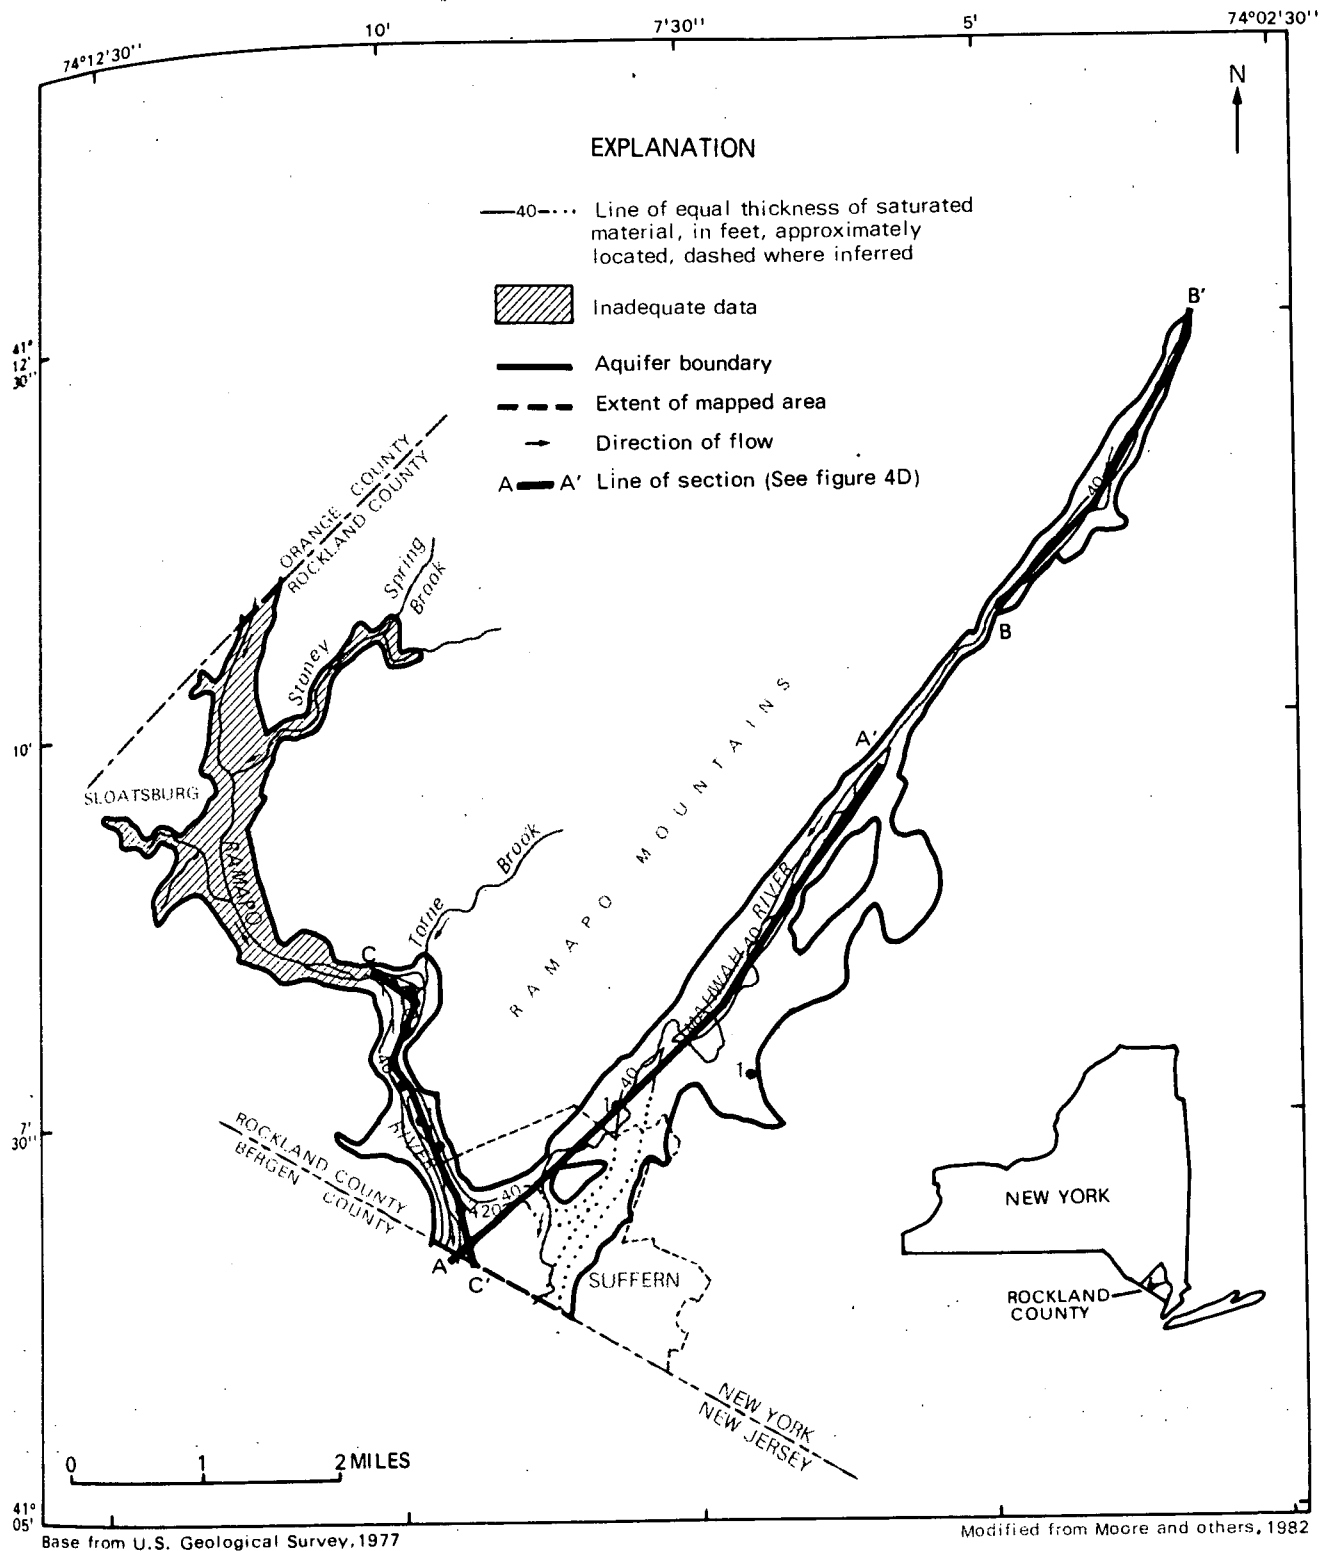 74°12'30''
10'
7'30''
5'
74°02'30''
N
EXPLANATION
40
Line of equal thickness of saturated
material, in feet, approximately
located, dashed where inferred
Inadequate data
Aquifer boundary
Extent of mapped area
Direction of flow
A A' Line of section (See figure 4D)
B'
41°
12'
30''
ORANGE COUNTY
ROCKLAND COUNTY
Spring
Brook
Stoney
40
B
RAMAPO MOUNTAINS
A'
10'
SLOATSBURG
RAMAPO
Brook
Torne
C
MAHWAH RIVER
40
40
40
1
1
7'
30''
RIVER
ROCKLAND COUNTY
BERGEN COUNTY
40
120
A
C'
SUFFERN
NEW YORK
ROCKLAND
COUNTY
NEW YORK
NEW JERSEY
0 1 2 MILES
41°
05'
Base from U.S. Geological Survey, 1977
Modified from Moore and others, 1982